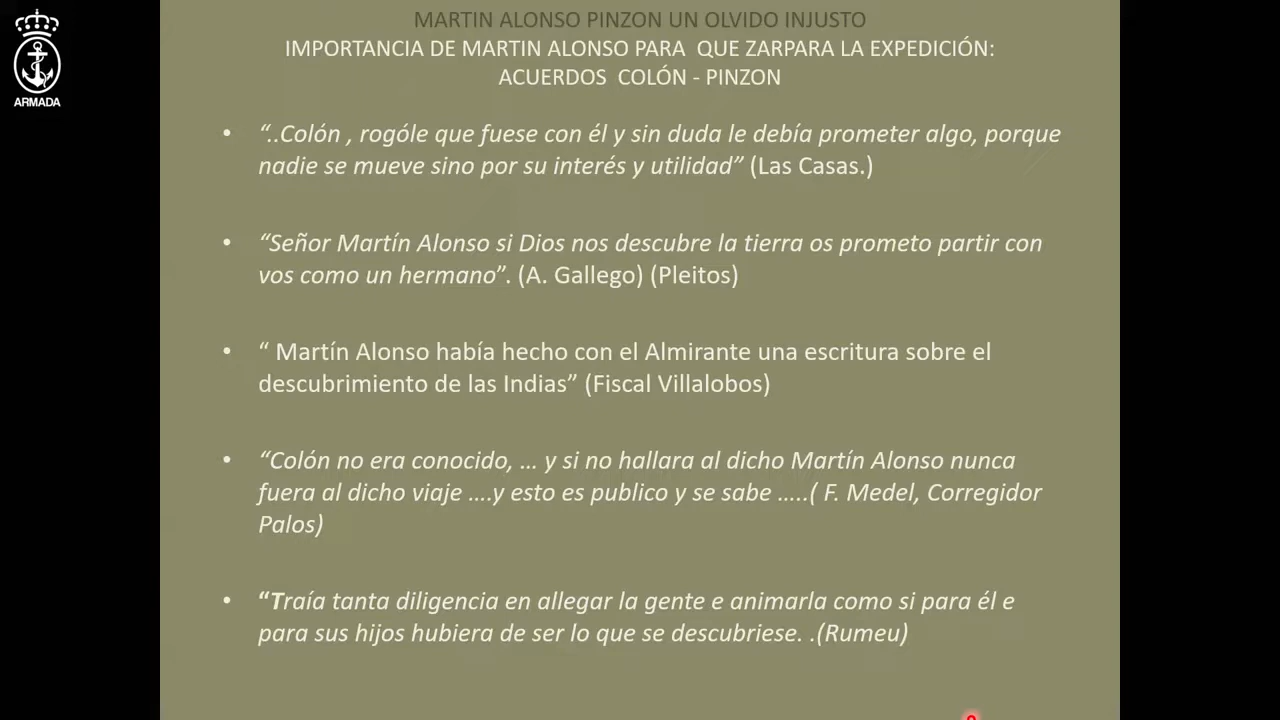 ARMADA
MARTIN ALONSO PINZON UN OLVIDO INJUSTO
IMPORTANCIA DE MARTIN ALONSO PARA QUE ZARPARA LA EXPEDICIÓN:
ACUERDOS COLÓN - PINZON
• “..Colón , rogóle que fuese con él y sin duda le debía prometer algo, porque
nadie se mueve sino por su interés y utilidad” (Las Casas.)
• “Señor Martín Alonso si Dios nos descubre la tierra os prometo partir con
vos como un hermano”. (A. Gallego) (Pleitos)
• “ Martín Alonso había hecho con el Almirante una escritura sobre el
descubrimiento de las Indias” (Fiscal Villalobos)
• “Colón no era conocido, ... y si no hallara al dicho Martín Alonso nunca
fuera al dicho viaje ....y esto es publico y se sabe .....( F. Medel, Corregidor
Palos)
• “Traía tanta diligencia en allegar la gente e animarla como si para él e
para sus hijos hubiera de ser lo que se descubriese. .(Rumeu)